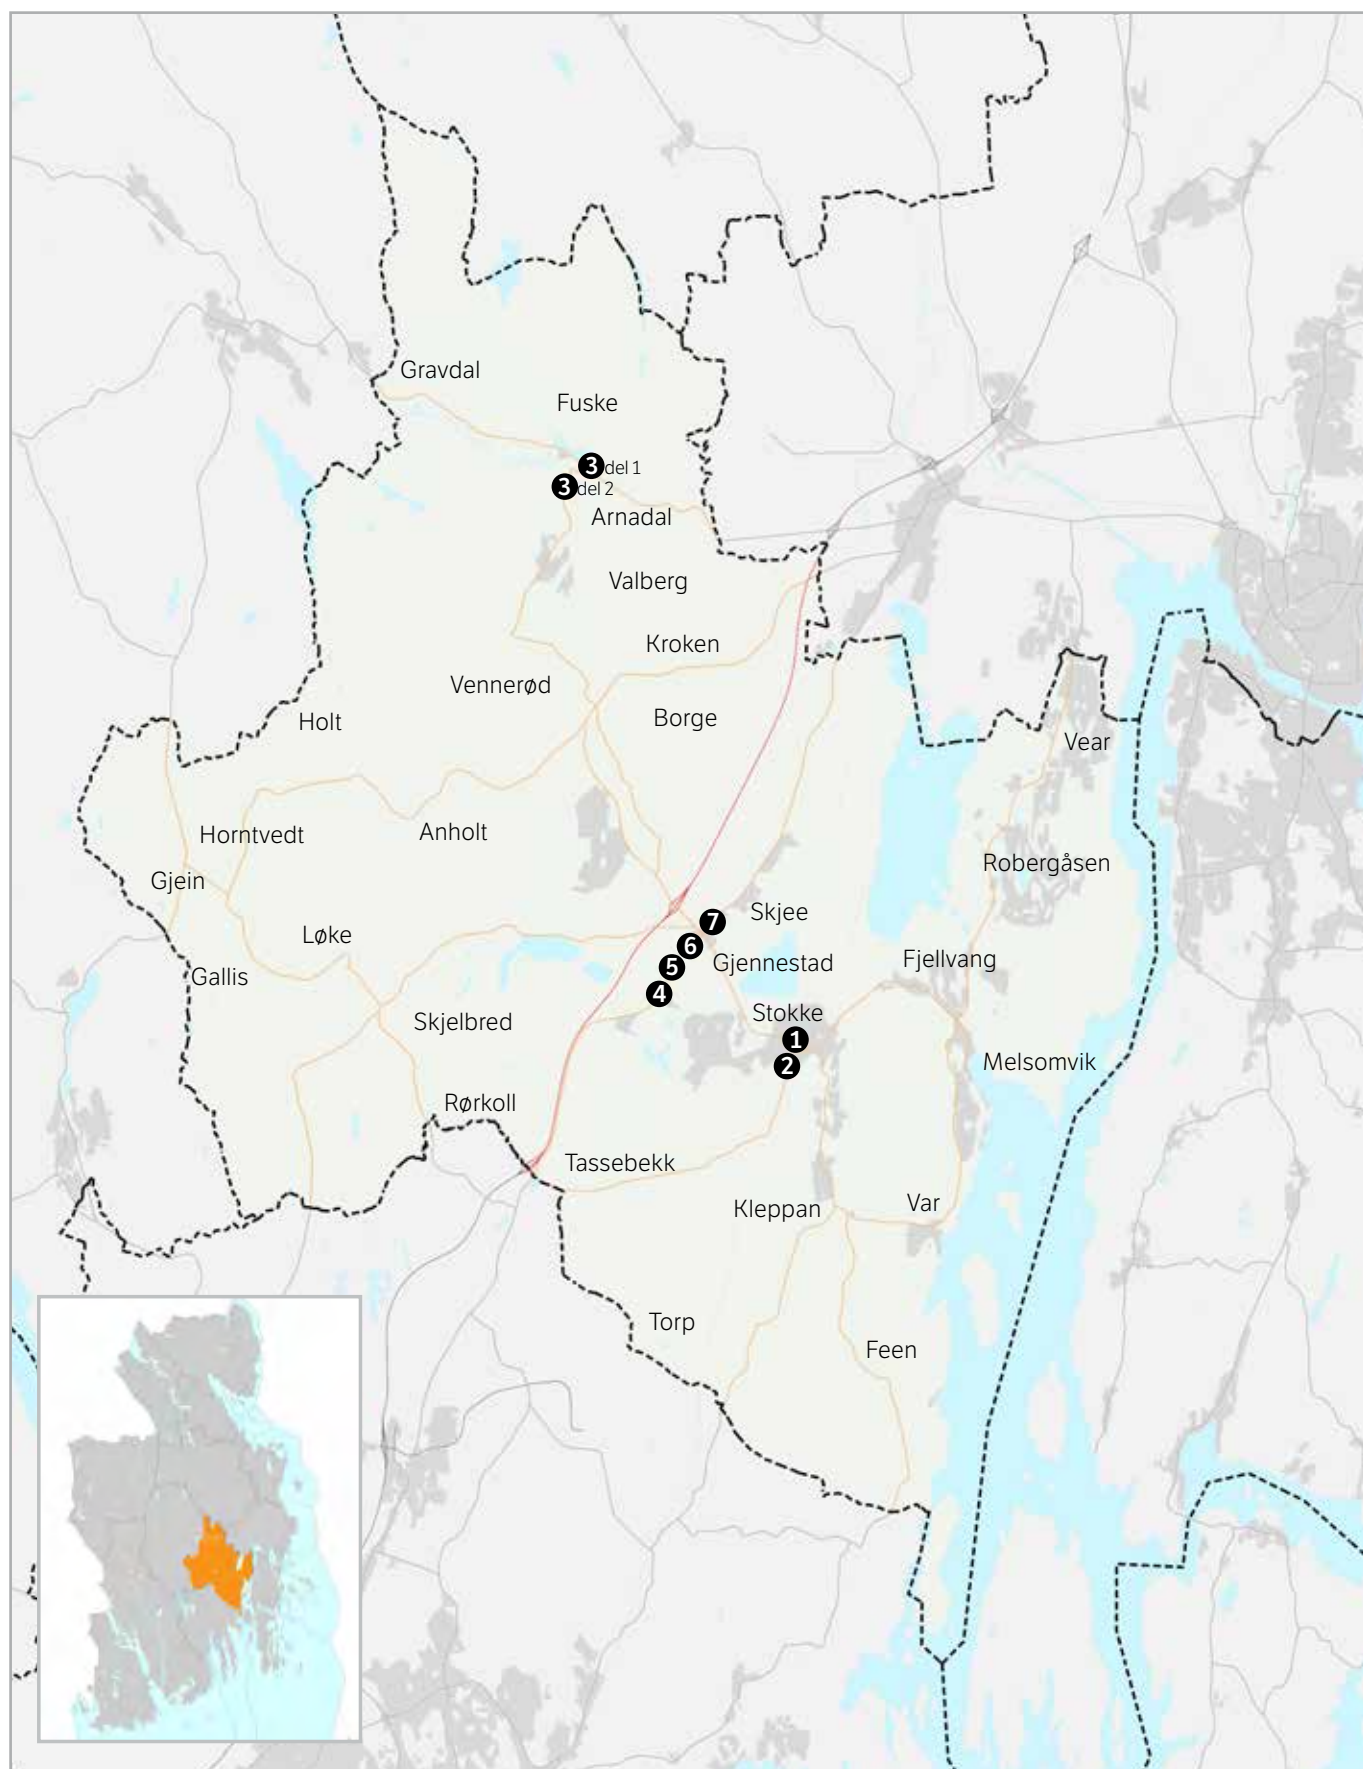 Gravdal
Fuske
3 del 1
3 del 2
Arnadal
Valberg
Kroken
Vennerød
Borge
Holt
Vear
Horntvedt
Anholt
Robergåsen
Gjein
Skjee
7
Løke
6
Gjennestad
Fjellvang
5
Gallis
4
Stokke
Skjelbred
1
2
Melsomvik
Rørkoll
Tassebekk
Kleppan
Var
Torp
Feen